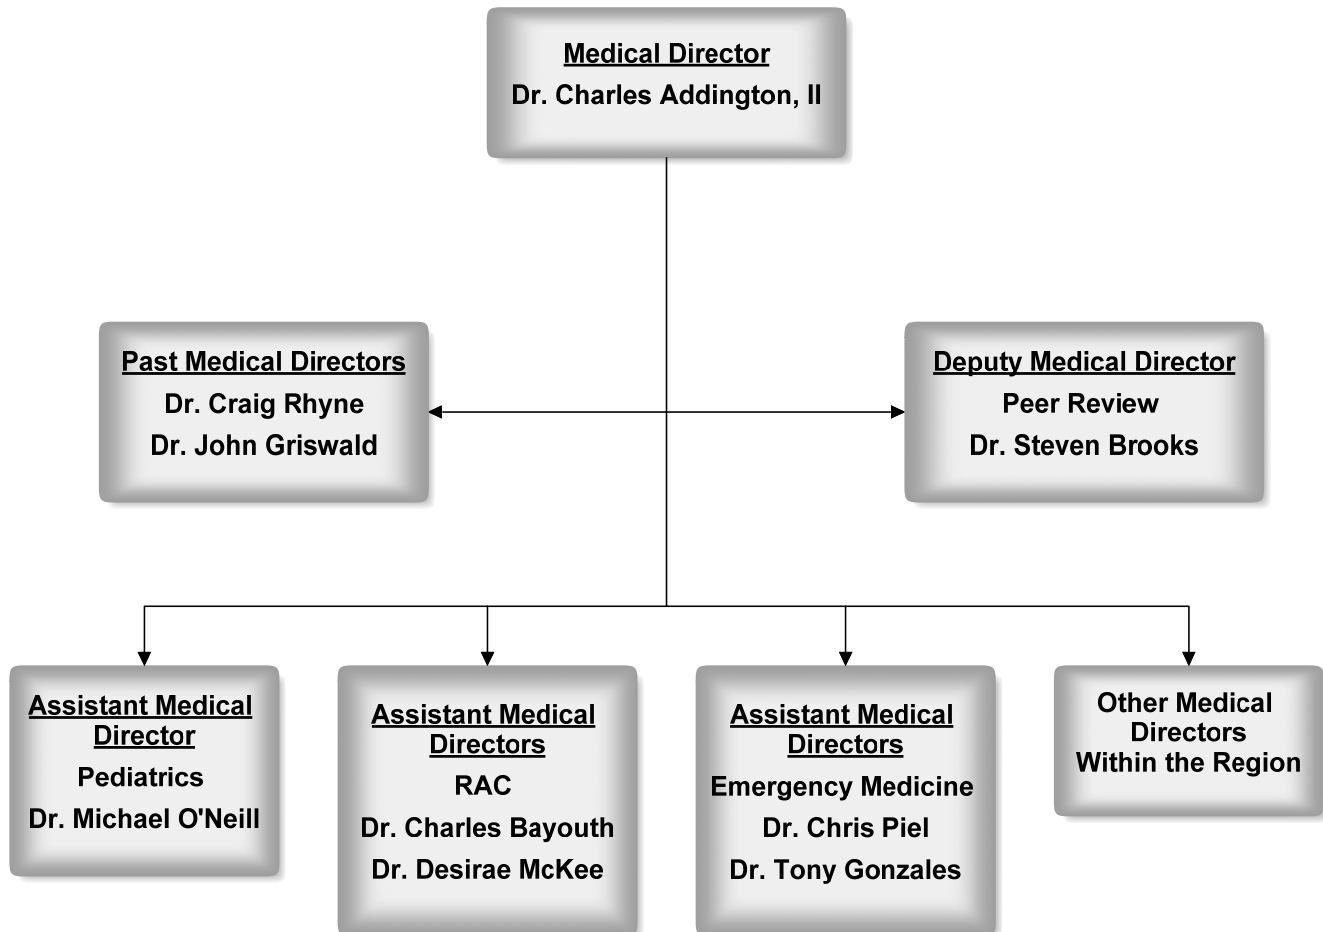 Medical Director
Dr. Charles Addington, II
Past Medical Directors
Dr. Craig Rhyne
Dr. John Griswald
Deputy Medical Director
Peer Review
Dr. Steven Brooks
Assistant Medical
Director
Pediatrics
Dr. Michael O'Neill
Assistant Medical
Directors
RAC
Dr. Charles Bayouth
Dr. Desirae McKee
Assistant Medical
Directors
Emergency Medicine
Dr. Chris Piel
Dr. Tony Gonzales
Other Medical
Directors
Within the Region